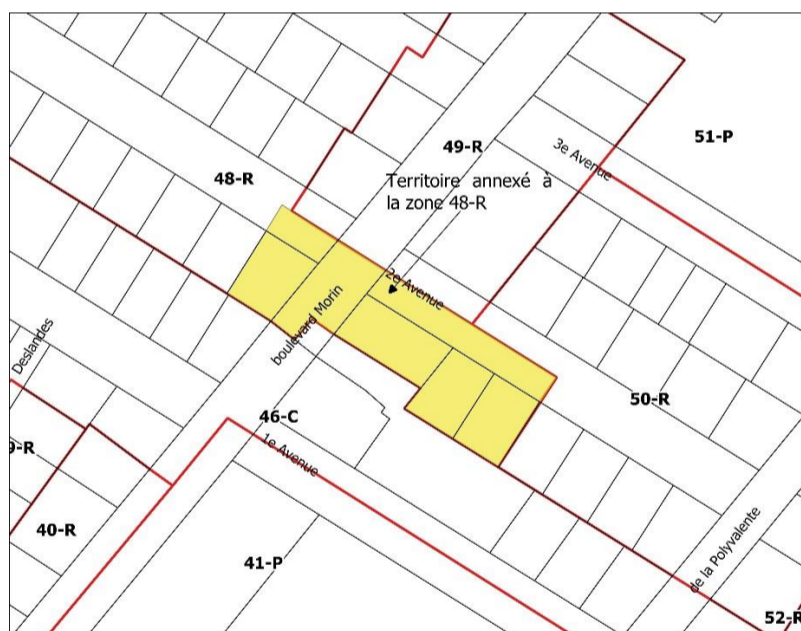 51-P
49-R
3e Avenue
48-R
Territoire annexé à
la zone 48-R
2e Avenue
boulevard Morin
Deslandes
50-R
46-C
1e Avenue
9-R
40-R
de la Polyvalente
41-P
52-R